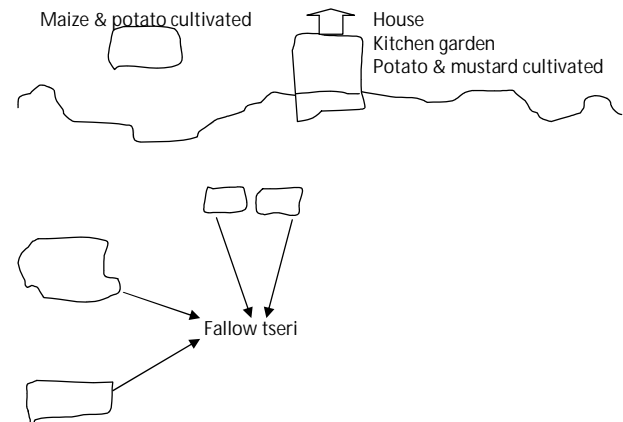 Maize & potato cultivated
House
Kitchen garden
Potato & mustard cultivated
Fallow tseri